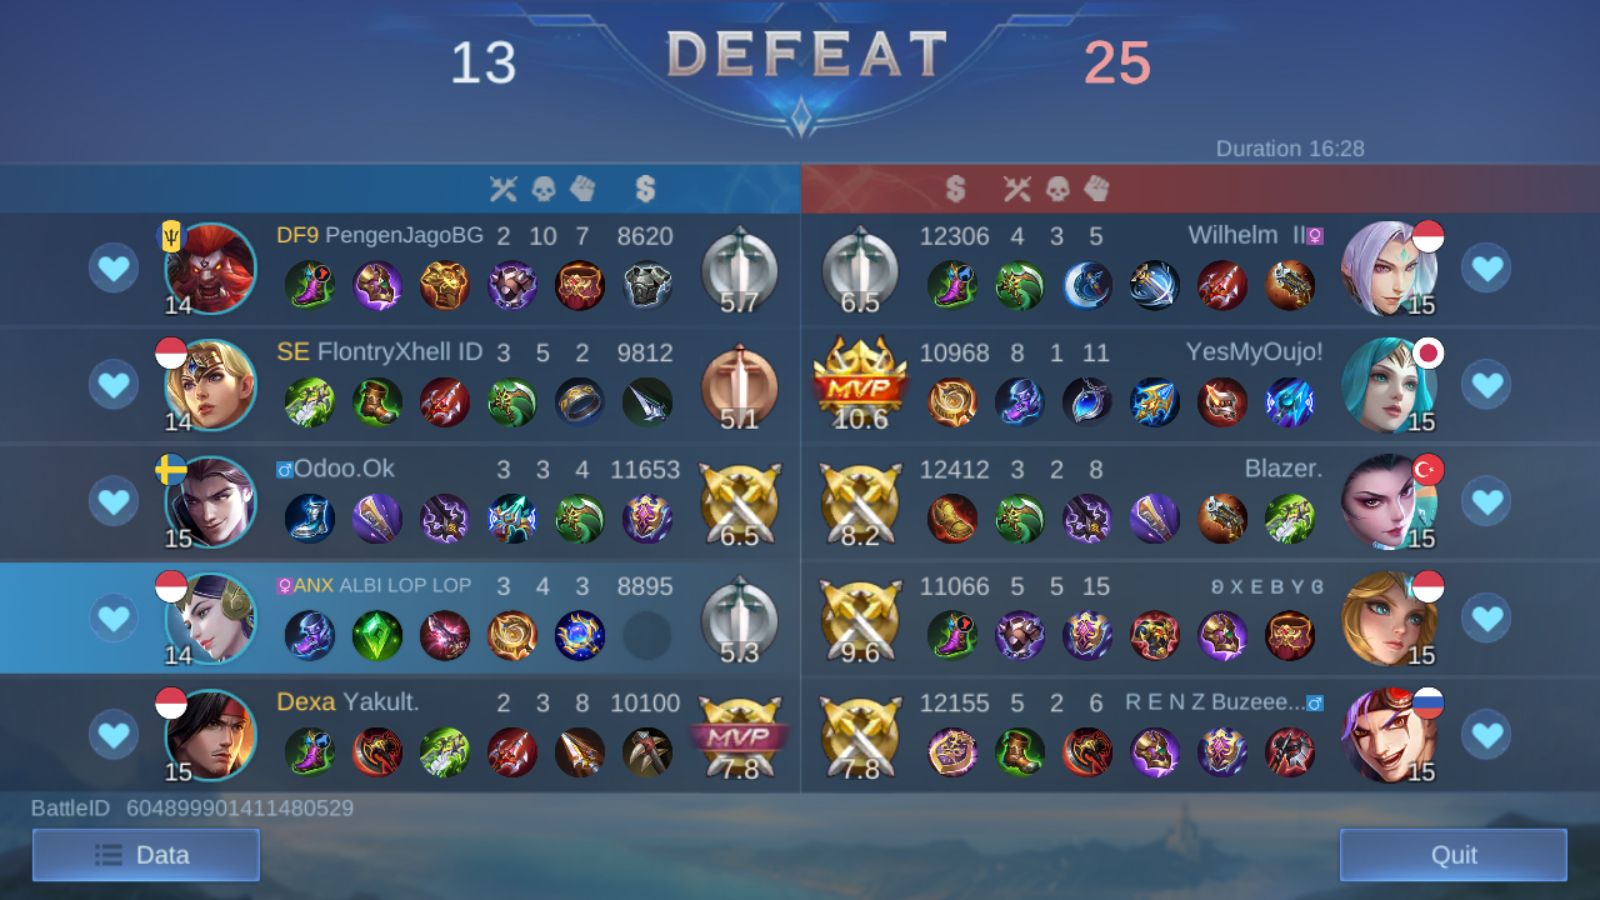 13 DEFEAT 25
Duration 16:28
DF9 PengenJagoBG 2 10 7 8620
14 5.7
6.5 12306 4 3 5 Wilhelm II♀
15
SE FlontryXhell ID 3 5 2 9812
14 5.1
MVP 10.6 10968 8 1 11 YesMyOujo!
15
♂Odoo.Ok 3 3 4 11653
15 6.5
8.2 12412 3 2 8 Blazer.
15
♀ANX ALBI LOP LOP 3 4 3 8895
14 5.3
9.6 11066 5 5 15 ʚ X E B Y ɞ
15
Dexa Yakult. 2 3 8 10100
15 MVP 7.8
7.8 12155 5 2 6 R E N Z Buzeee...♂
15
BattleID 604899901411480529
Data
Quit